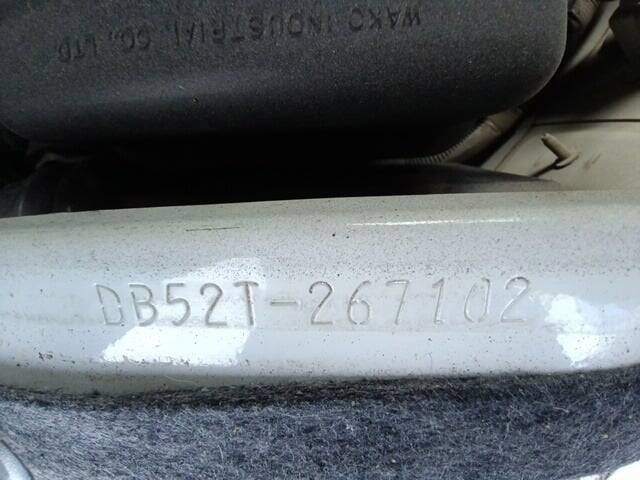 WAKO INDUSTRIAL CO., LTD
DB52T-267102